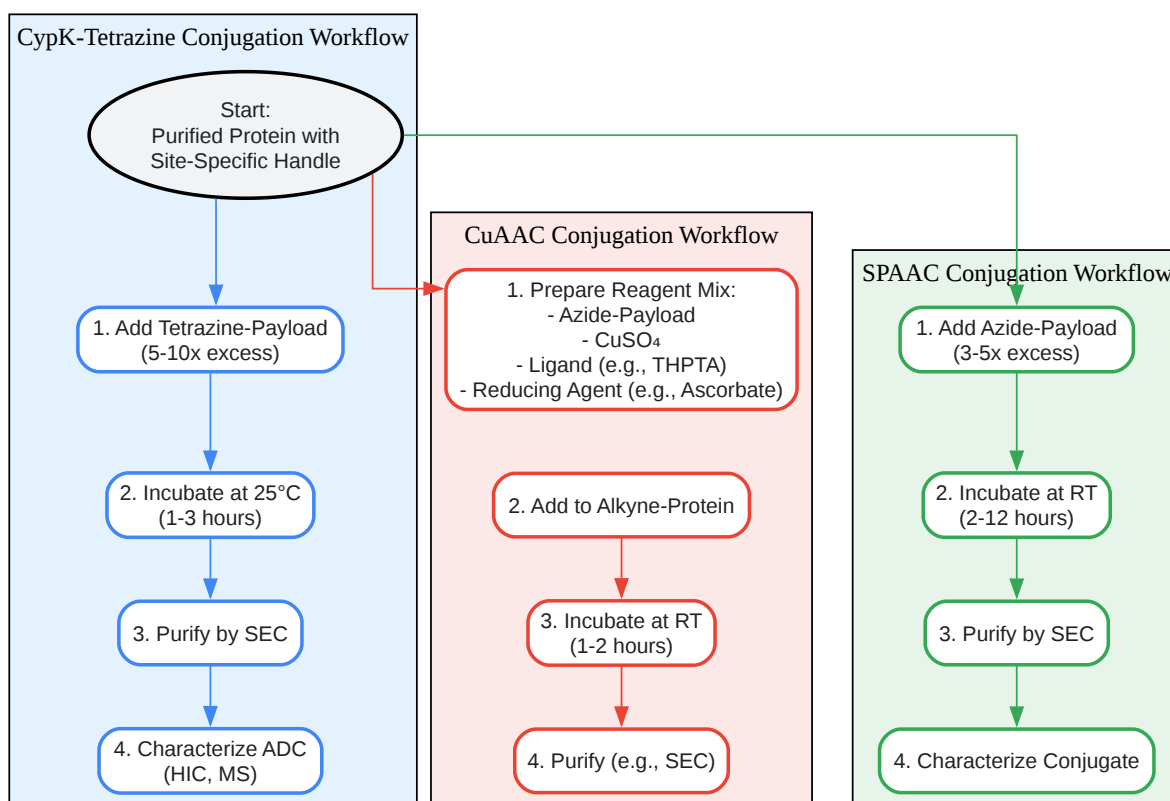 CypK-Tetrazine Conjugation Workflow
Start:
Purified Protein with
Site-Specific Handle
1. Add Tetrazine-Payload
(5-10x excess)
2. Incubate at 25°C
(1-3 hours)
3. Purify by SEC
4. Characterize ADC
(HIC, MS)
CuAAC Conjugation Workflow
1. Prepare Reagent Mix:
- Azide-Payload
- CuSO₄
- Ligand (e.g., THPTA)
- Reducing Agent (e.g., Ascorbate)
2. Add to Alkyne-Protein
3. Incubate at RT
(1-2 hours)
4. Purify (e.g., SEC)
SPAAC Conjugation Workflow
1. Add Azide-Payload
(3-5x excess)
2. Incubate at RT
(2-12 hours)
3. Purify by SEC
4. Characterize Conjugate